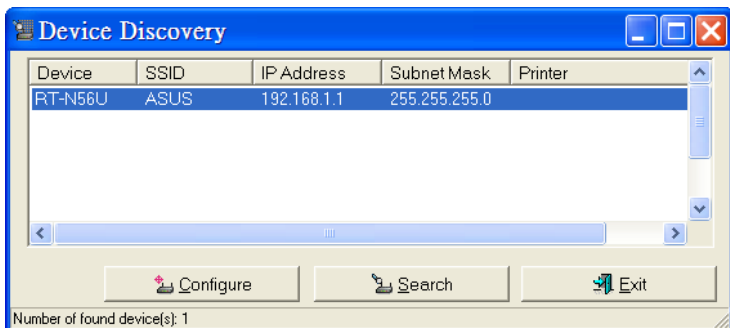 Device Discovery
Device SSID IP Address Subnet Mask Printer
RT-N56U ASUS 192.168.1.1 255.255.255.0
Configure Search Exit
Number of found device(s): 1